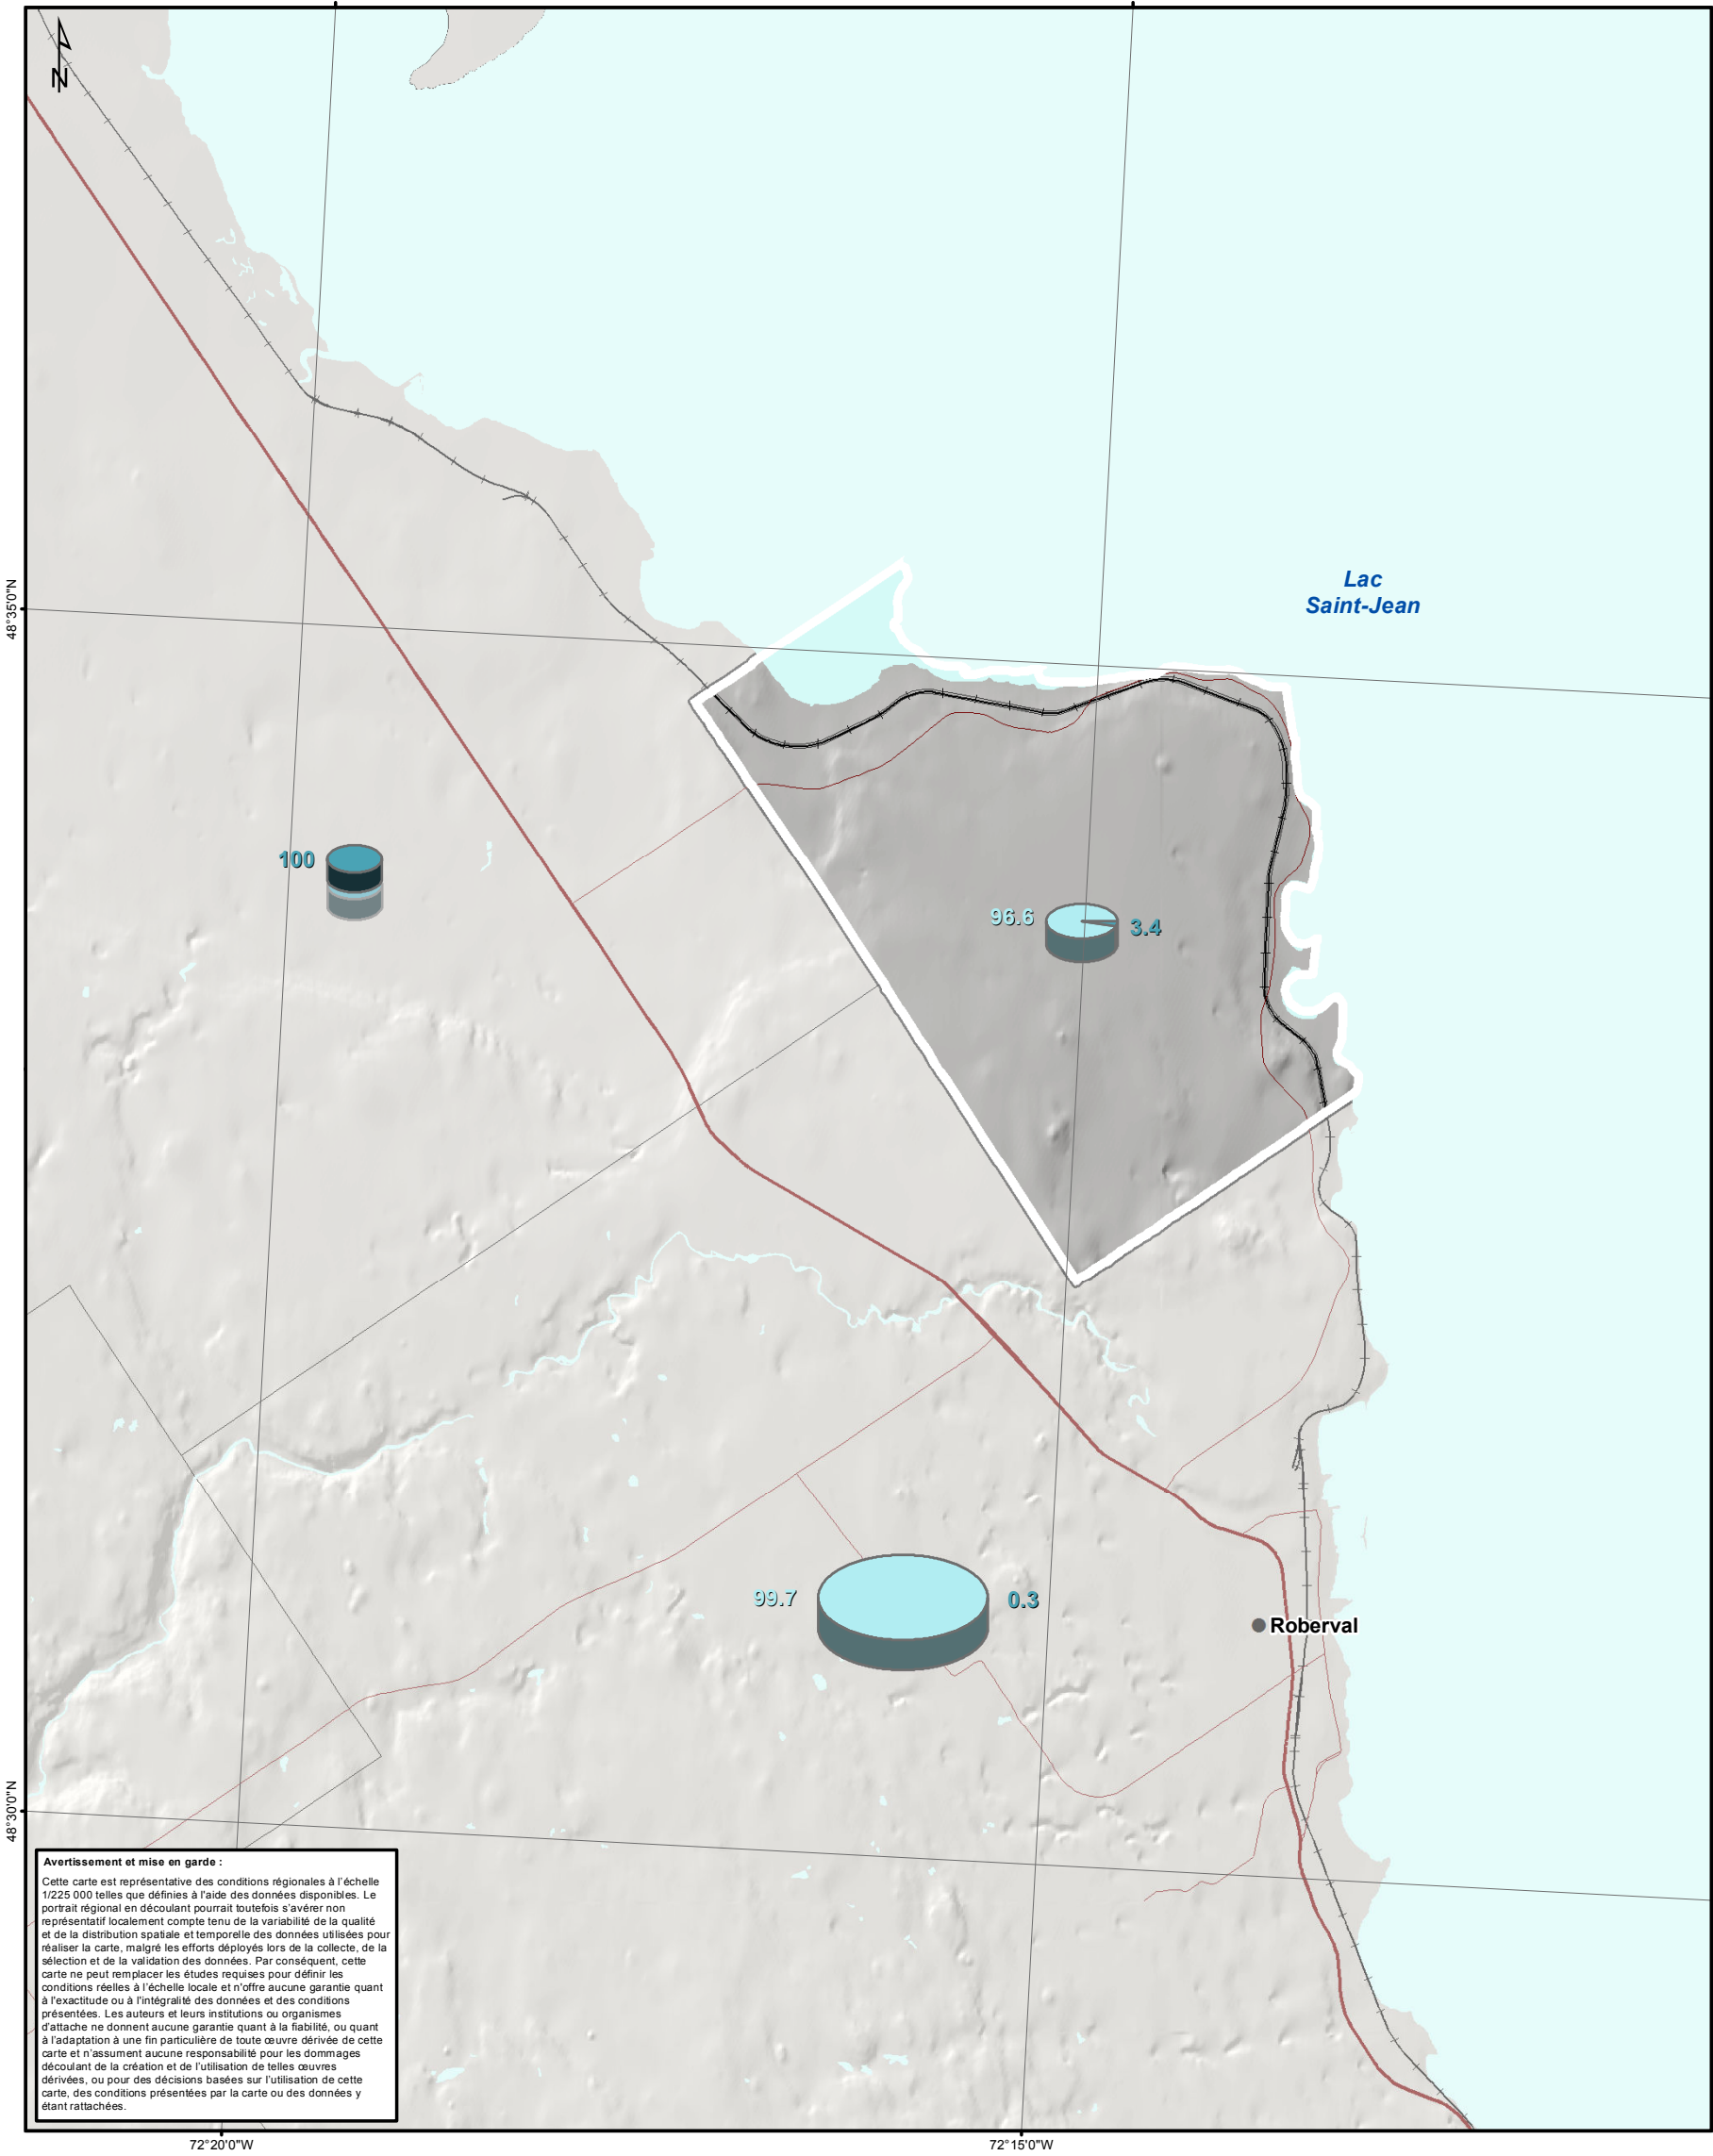 N
48°35'0"N
Lac
Saint-Jean
100
96.6
3.4
99.7
0.3
Roberval
48°30'0"N
Avertissement et mise en garde :
Cette carte est représentative des conditions régionales à l'échelle
1/225 000 telles que définies à l'aide des données disponibles. Le
portrait régional en découlant pourrait toutefois s'avérer non
représentatif localement compte tenu de la variabilité de la qualité
et de la distribution spatiale et temporelle des données utilisées pour
réaliser la carte, malgré les efforts déployés lors de la collecte, de la
sélection et de la validation des données. Par conséquent, cette
carte ne peut remplacer les études requises pour définir les
conditions réelles à l'échelle locale et n'offre aucune garantie quant
à l'exactitude ou à l'intégralité des données et des conditions
présentées. Les auteurs et leurs institutions ou organismes
d'attache ne donnent aucune garantie quant à la fiabilité, ou quant
à l'adaptation à une fin particulière de toute œuvre dérivée de cette
carte et n'assument aucune responsabilité pour les dommages
découlant de la création et de l'utilisation de telles œuvres
dérivées, ou pour des décisions basées sur l'utilisation de cette
carte, des conditions présentées par la carte ou des données y
étant rattachées.
72°20'0"W
72°15'0"W